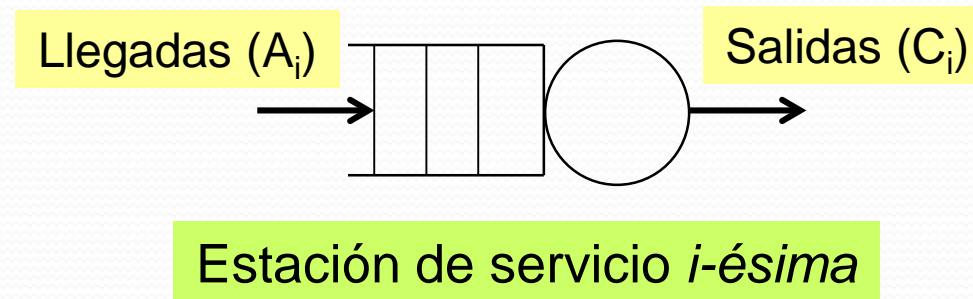 Llegadas (Aᵢ)
Salidas (Cᵢ)
Estación de servicio i-ésima